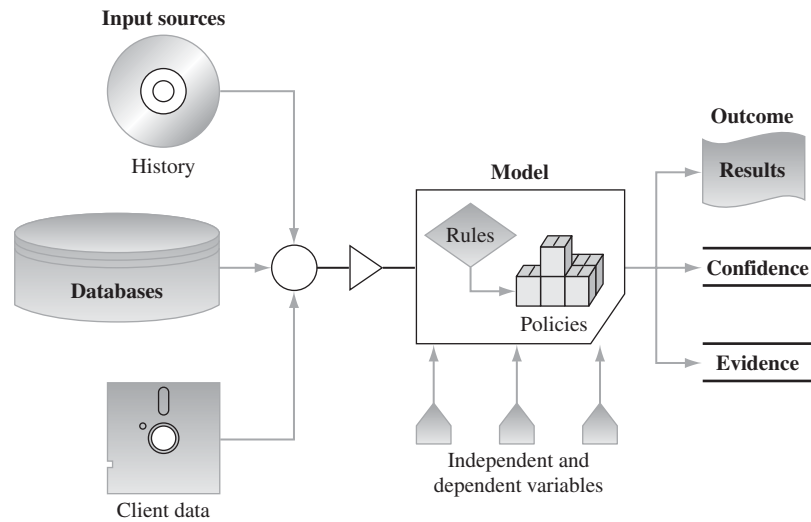 Input sources
History
Databases
Client data
Model
Rules
Policies
Independent and
dependent variables
Outcome
Results
Confidence
Evidence